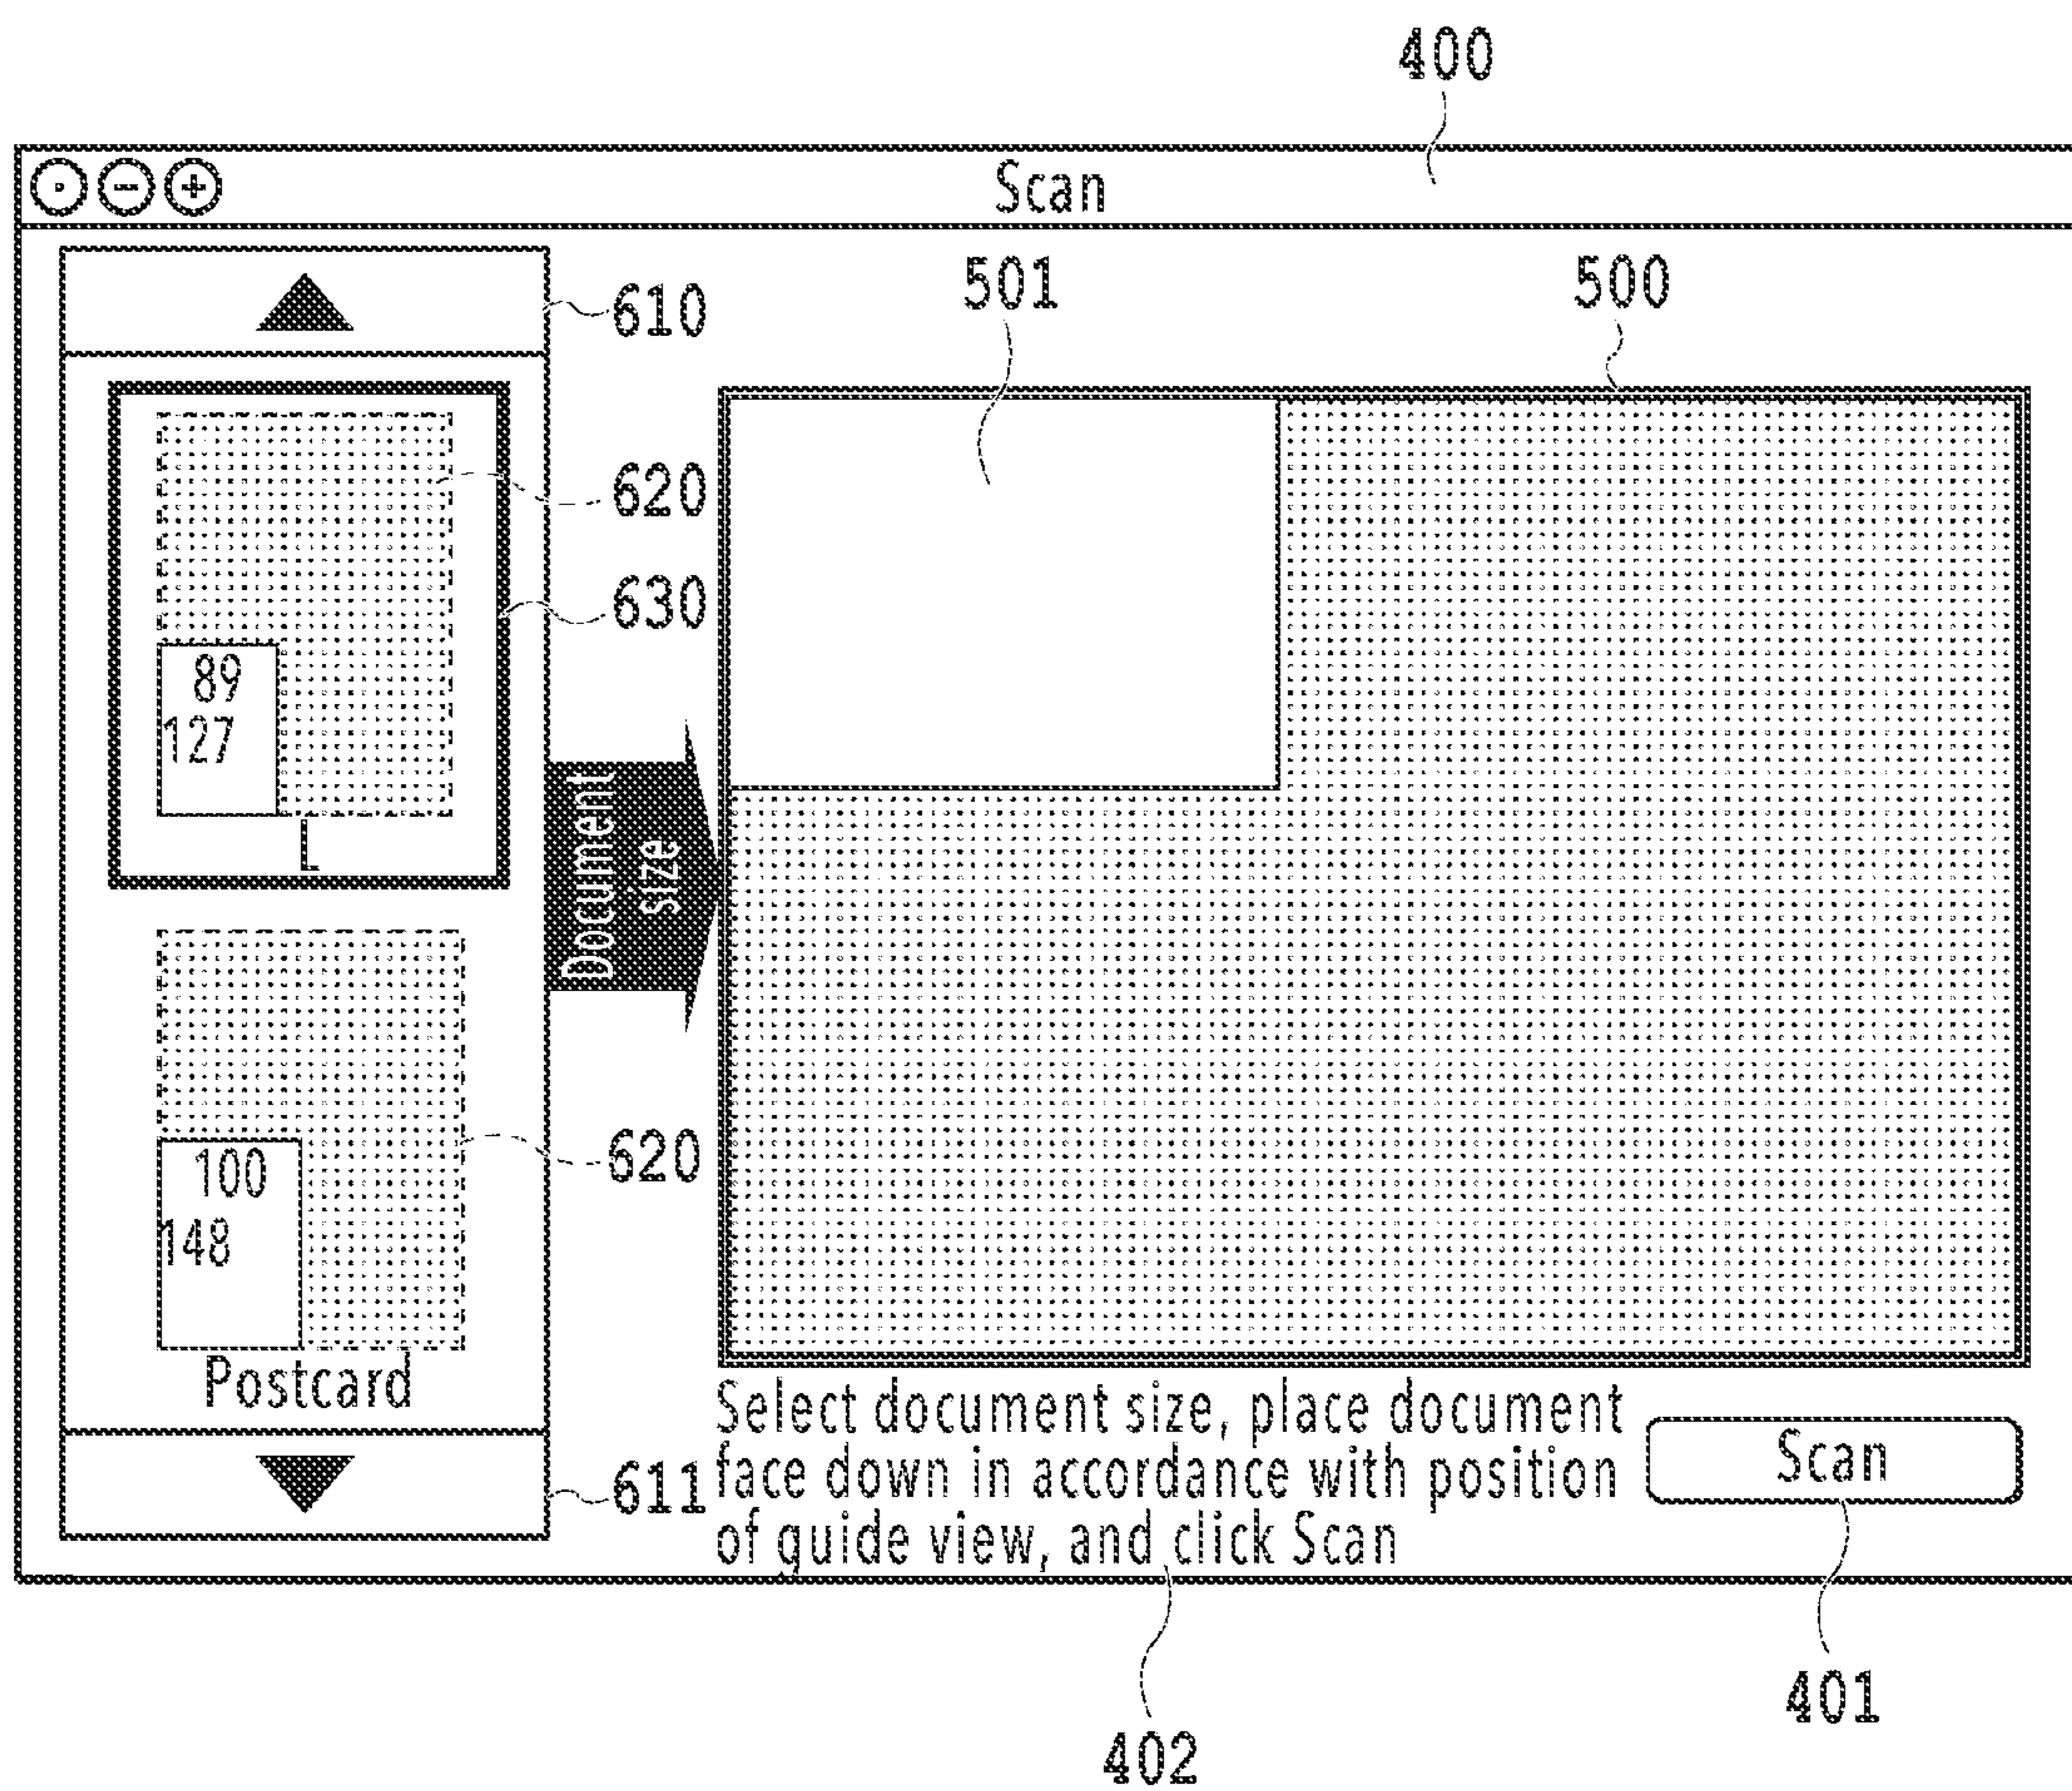 400
Scan
501
500
610
620
630
89
127
L
Document
size
620
100
148
Postcard
611
Select document size, place document
face down in accordance with position
of guide view, and click Scan
Scan
401
402